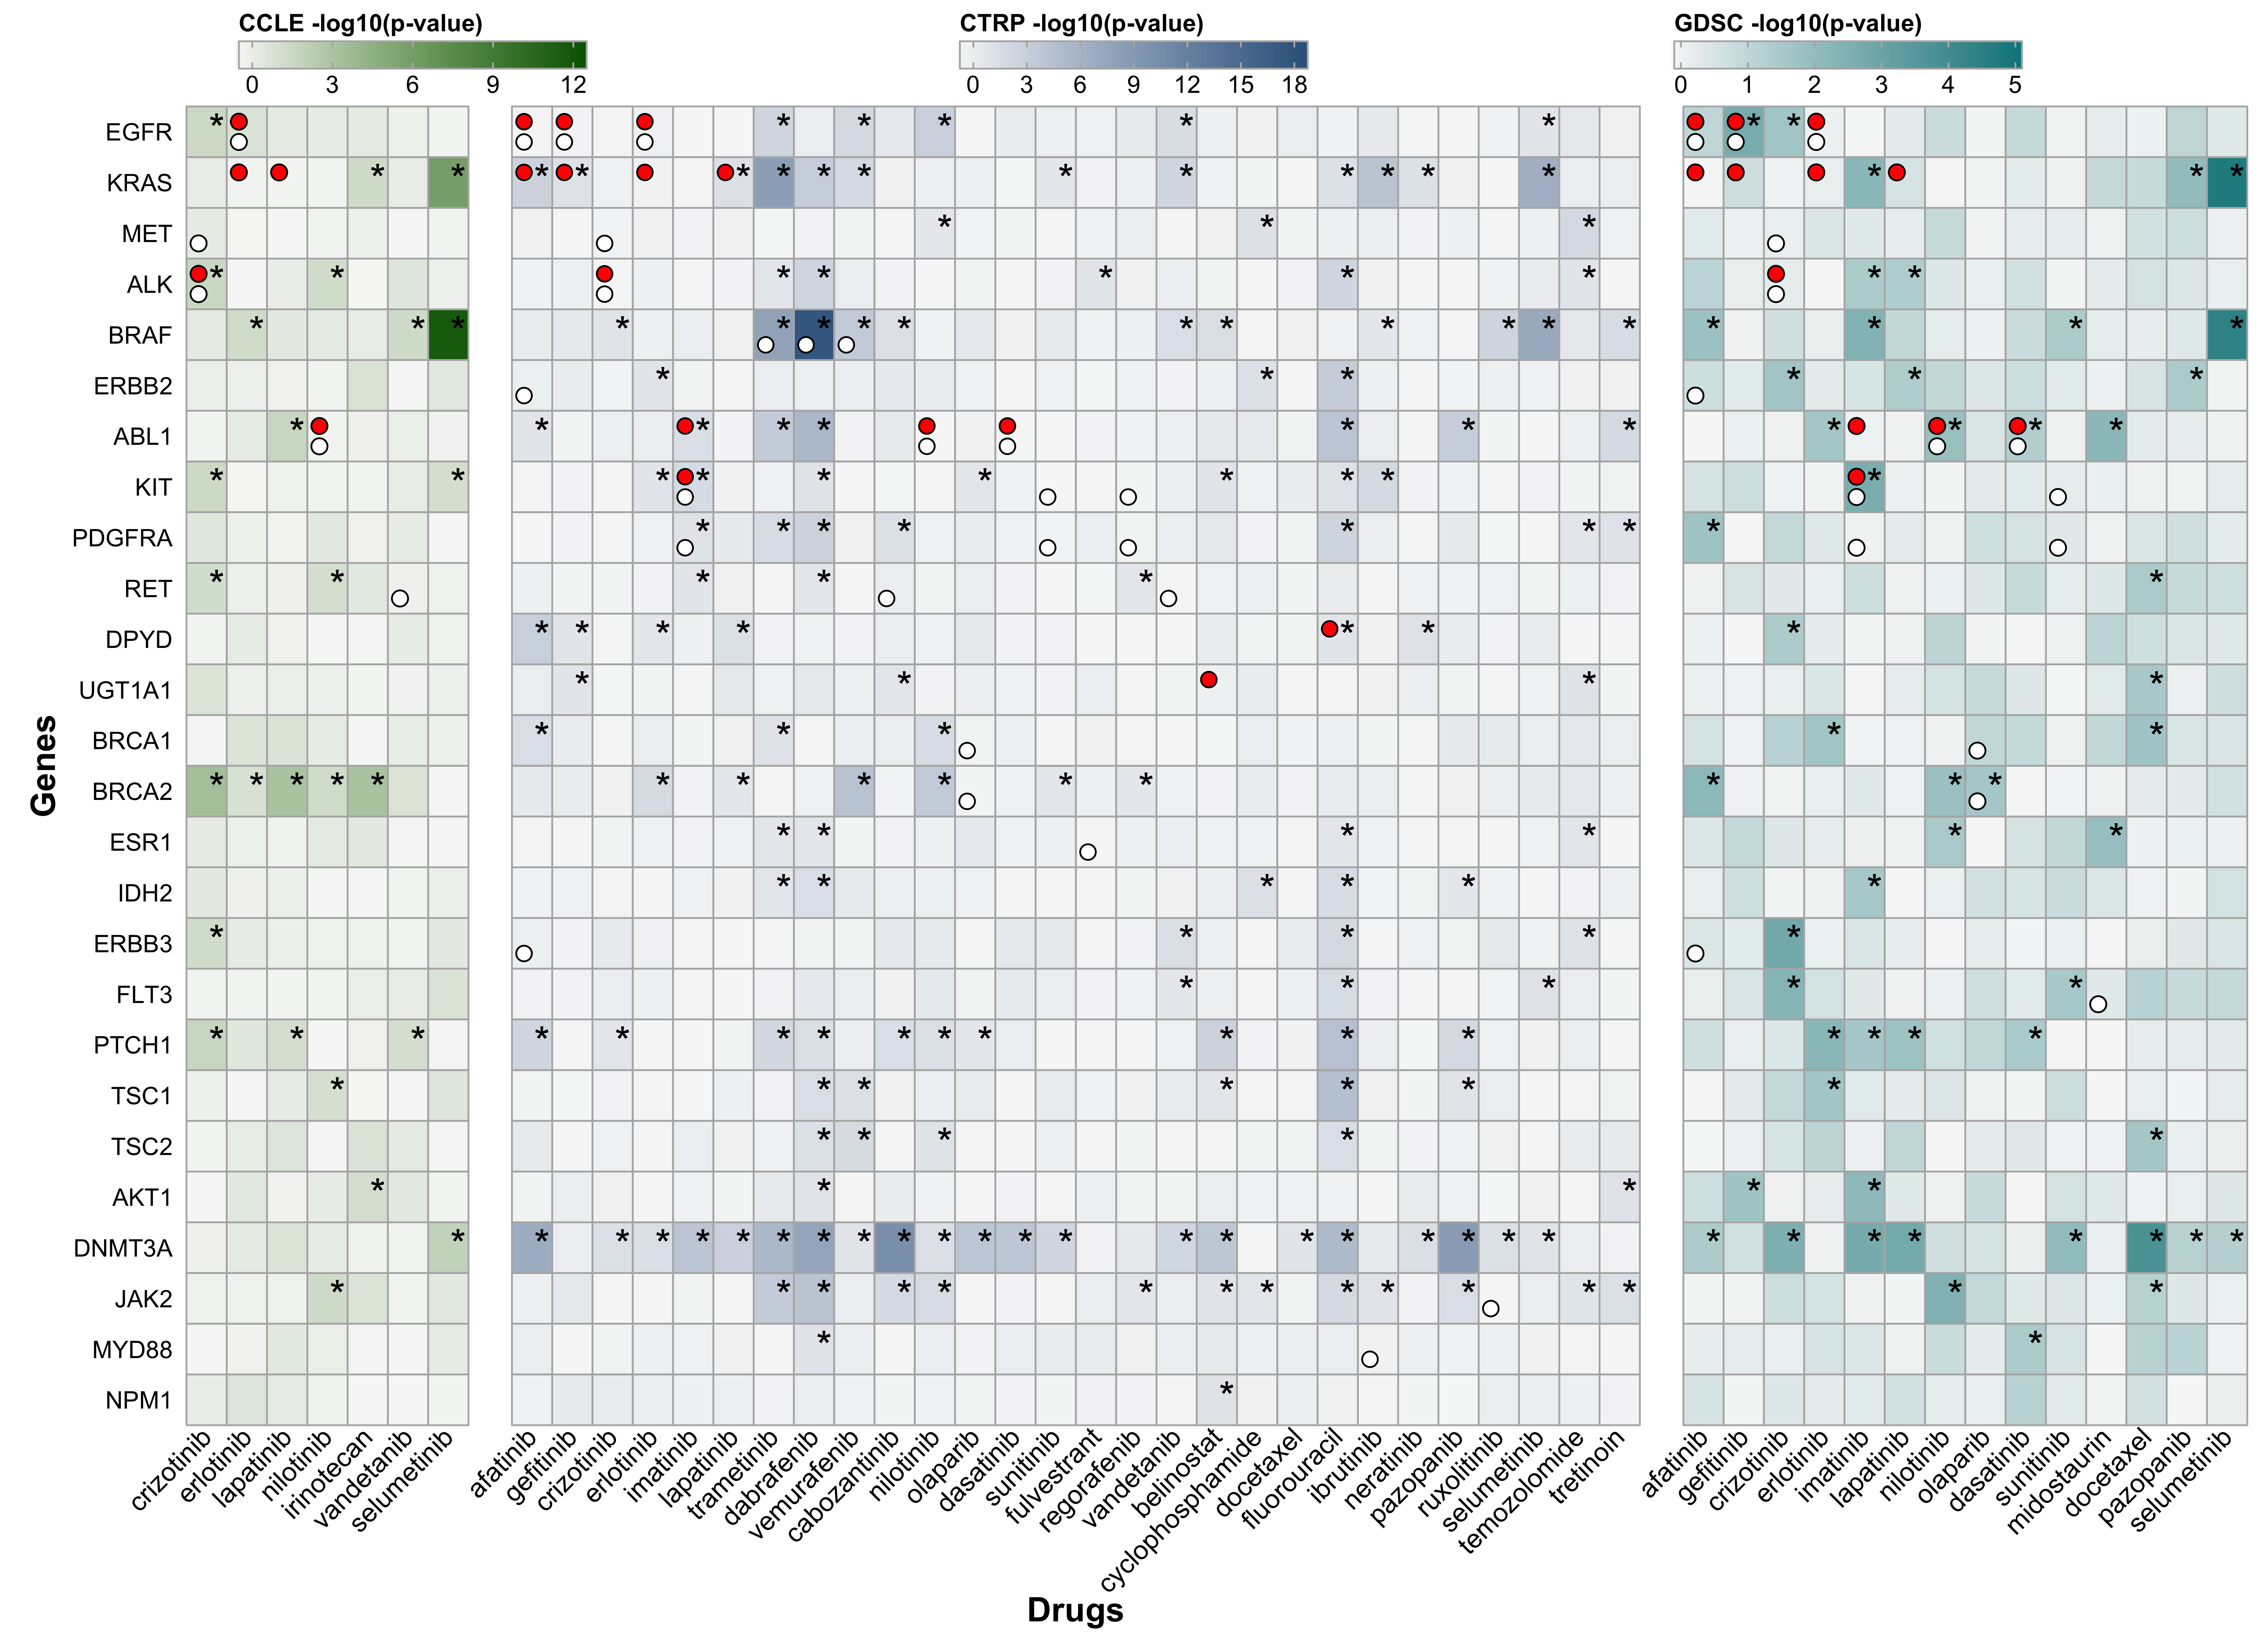 CCLE -log10(p-value)
0 3 6 9 12
CTRP -log10(p-value)
0 3 6 9 12 15 18
GDSC -log10(p-value)
0 1 2 3 4 5
Genes
EGFR
KRAS
MET
ALK
BRAF
ERBB2
ABL1
KIT
PDGFRA
RET
DPYD
UGT1A1
BRCA1
BRCA2
ESR1
IDH2
ERBB3
FLT3
PTCH1
TSC1
TSC2
AKT1
DNMT3A
JAK2
MYD88
NPM1
crizotinib
erlotinib
lapatinib
nilotinib
irinotecan
vandetanib
selumetinib
afatinib
gefitinib
crizotinib
erlotinib
imatinib
lapatinib
trametinib
dabrafenib
vemurafenib
cabozantinib
nilotinib
olaparib
dasatinib
sunitinib
fulvestrant
regorafenib
vandetanib
belinostat
cyclophosphamide
docetaxel
fluorouracil
ibrutinib
neratinib
pazopanib
ruxolitinib
selumetinib
temozolomide
tretinoin
afatinib
gefitinib
crizotinib
erlotinib
imatinib
lapatinib
nilotinib
olaparib
dasatinib
sunitinib
midostaurin
docetaxel
pazopanib
selumetinib
Drugs